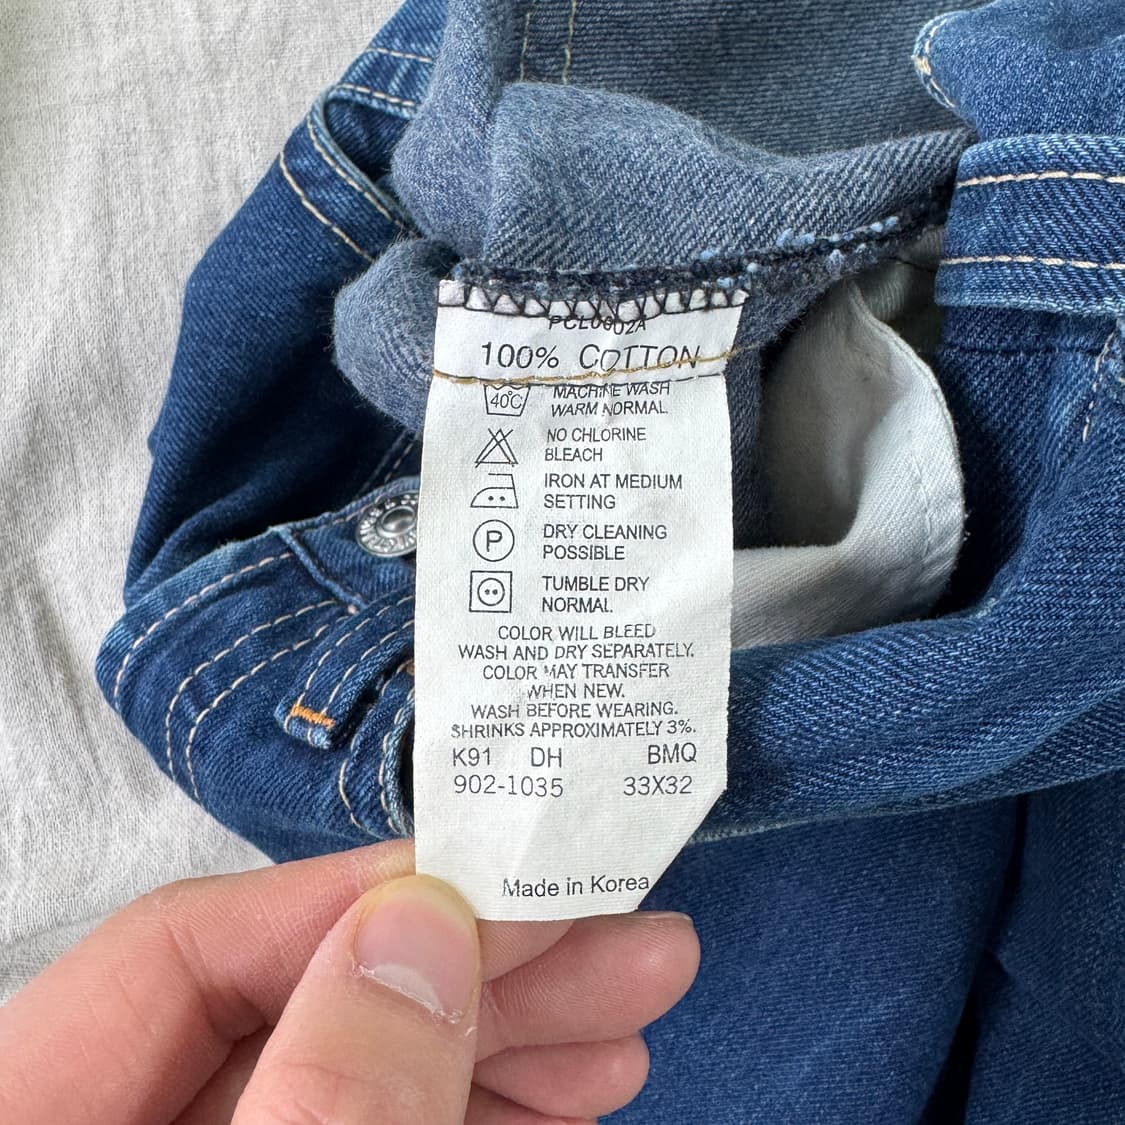 PCL0002A
100% COTTON
40°C MACHINE WASH
WARM NORMAL
NO CHLORINE
BLEACH
IRON AT MEDIUM
SETTING
P DRY CLEANING
POSSIBLE
TUMBLE DRY
NORMAL.
COLOR WILL BLEED
WASH AND DRY SEPARATELY.
COLOR MAY TRANSFER
WHEN NEW.
WASH BEFORE WEARING.
SHRINKS APPROXIMATELY 3%.
K91 DH BMQ
902-1035 33X32
Made in Korea